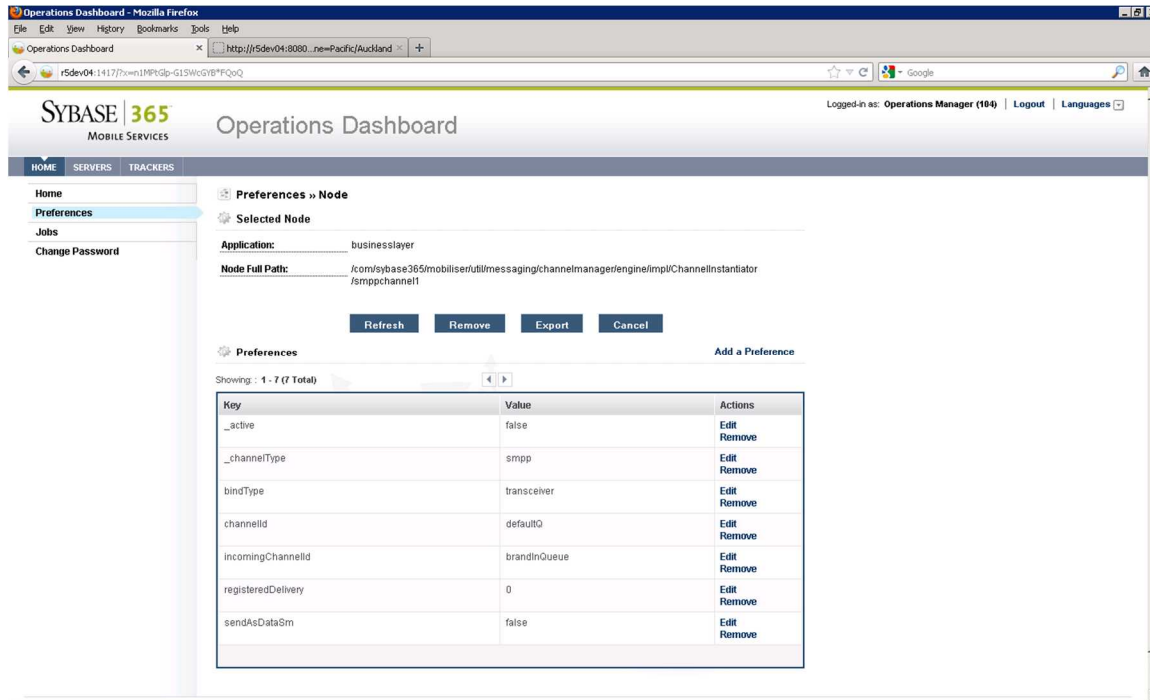 Operations Dashboard - Mozilla Firefox
File Edit View History Bookmarks Tools Help
Operations Dashboard × http://r5dev04:8080...ne=Pacific/Auckland × +
r5dev04:1417/?x=n1MPtGlp-G1SWcGYB*FQoQ Google
SYBASE 365
MOBILE SERVICES
Operations Dashboard
Logged-in as: Operations Manager (104) | Logout | Languages
HOME SERVERS TRACKERS
Home
Preferences
Jobs
Change Password
Preferences » Node
Selected Node
Application: businesslayer
Node Full Path: /com/sybase365/mobiliser/util/messaging/channelmanager/engine/impl/ChannelInstantiator
/smppchannel1
Refresh Remove Export Cancel
Preferences Add a Preference
Showing: : 1 - 7 (7 Total)
Key Value Actions
_active false Edit
Remove
_channelType smpp Edit
Remove
bindType transceiver Edit
Remove
channelId defaultQ Edit
Remove
incomingChannelId brandInQueue Edit
Remove
registeredDelivery 0 Edit
Remove
sendAsDataSm false Edit
Remove